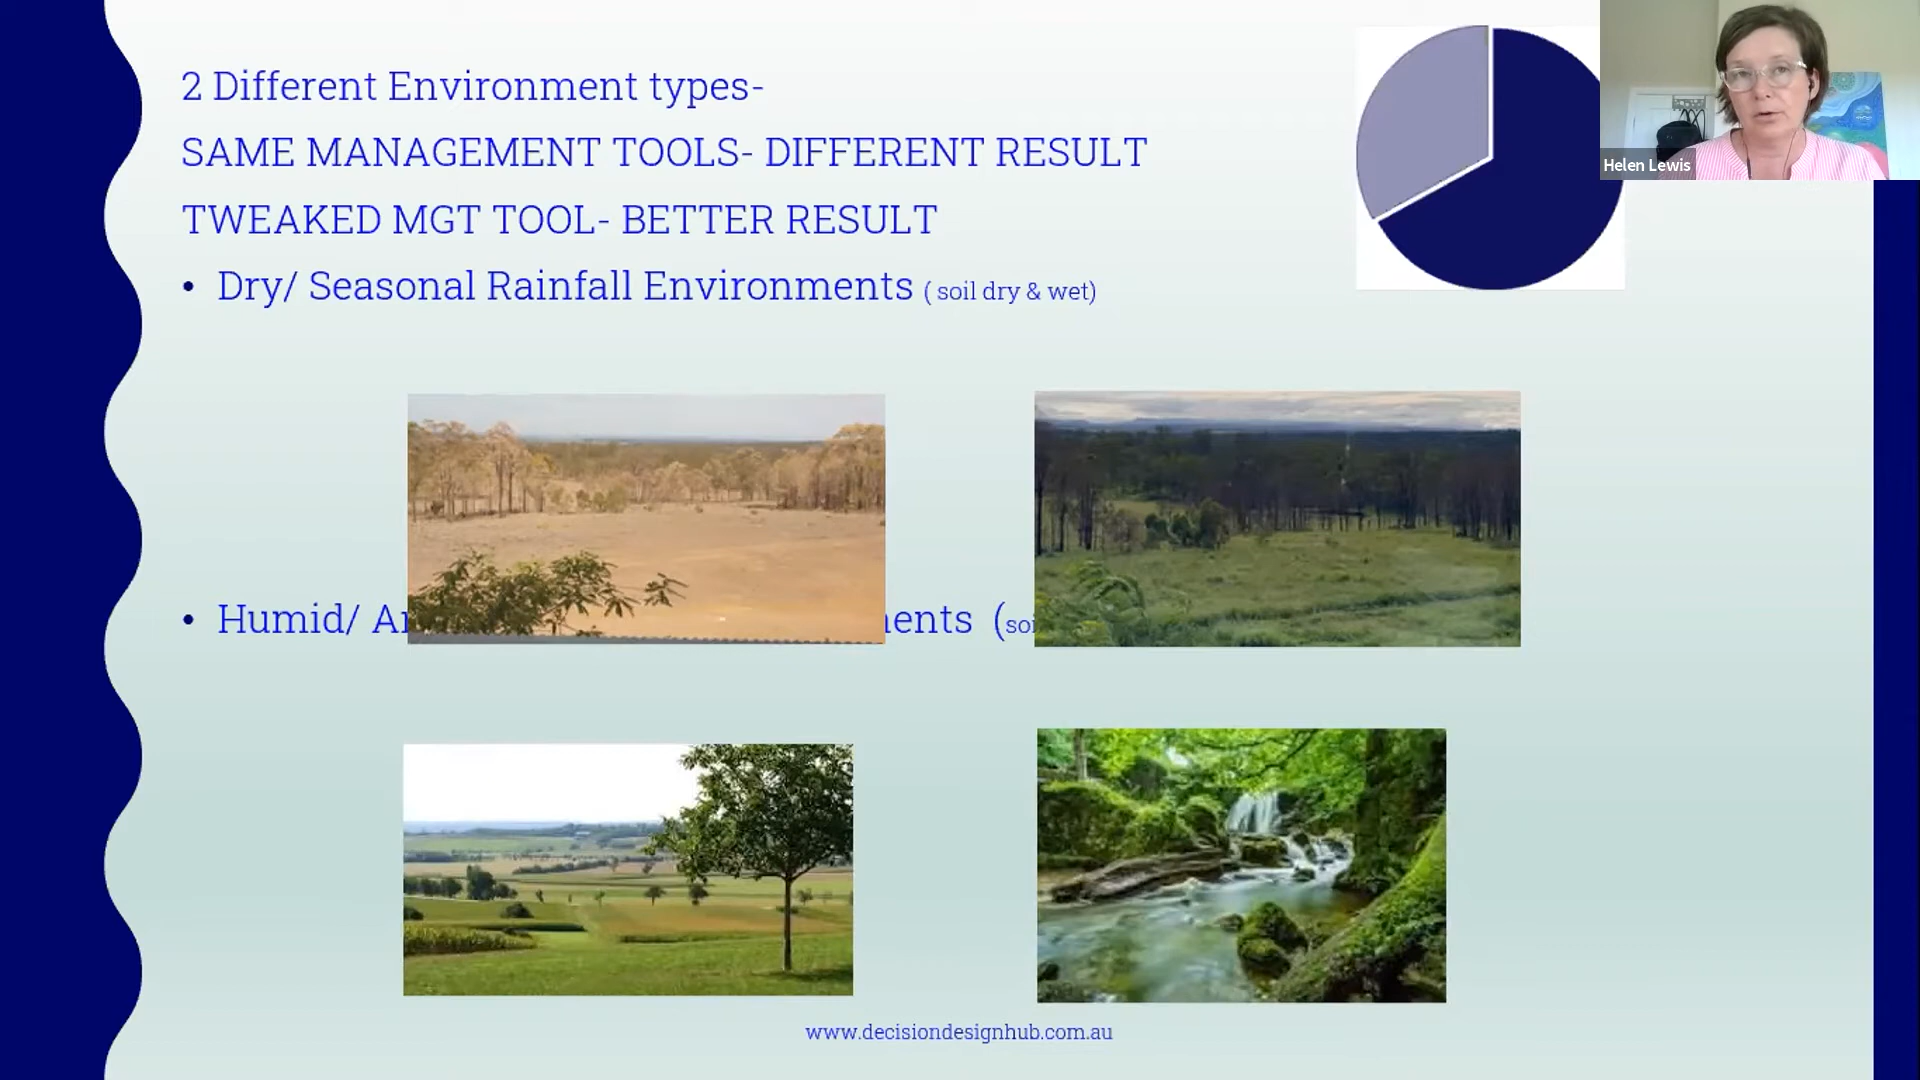 2 Different Environment types-
SAME MANAGEMENT TOOLS- DIFFERENT RESULT
TWEAKED MGT TOOL- BETTER RESULT
• Dry/ Seasonal Rainfall Environments ( soil dry & wet)
• Humid/
www.decisiondesignhub.com.au
Helen Lewis